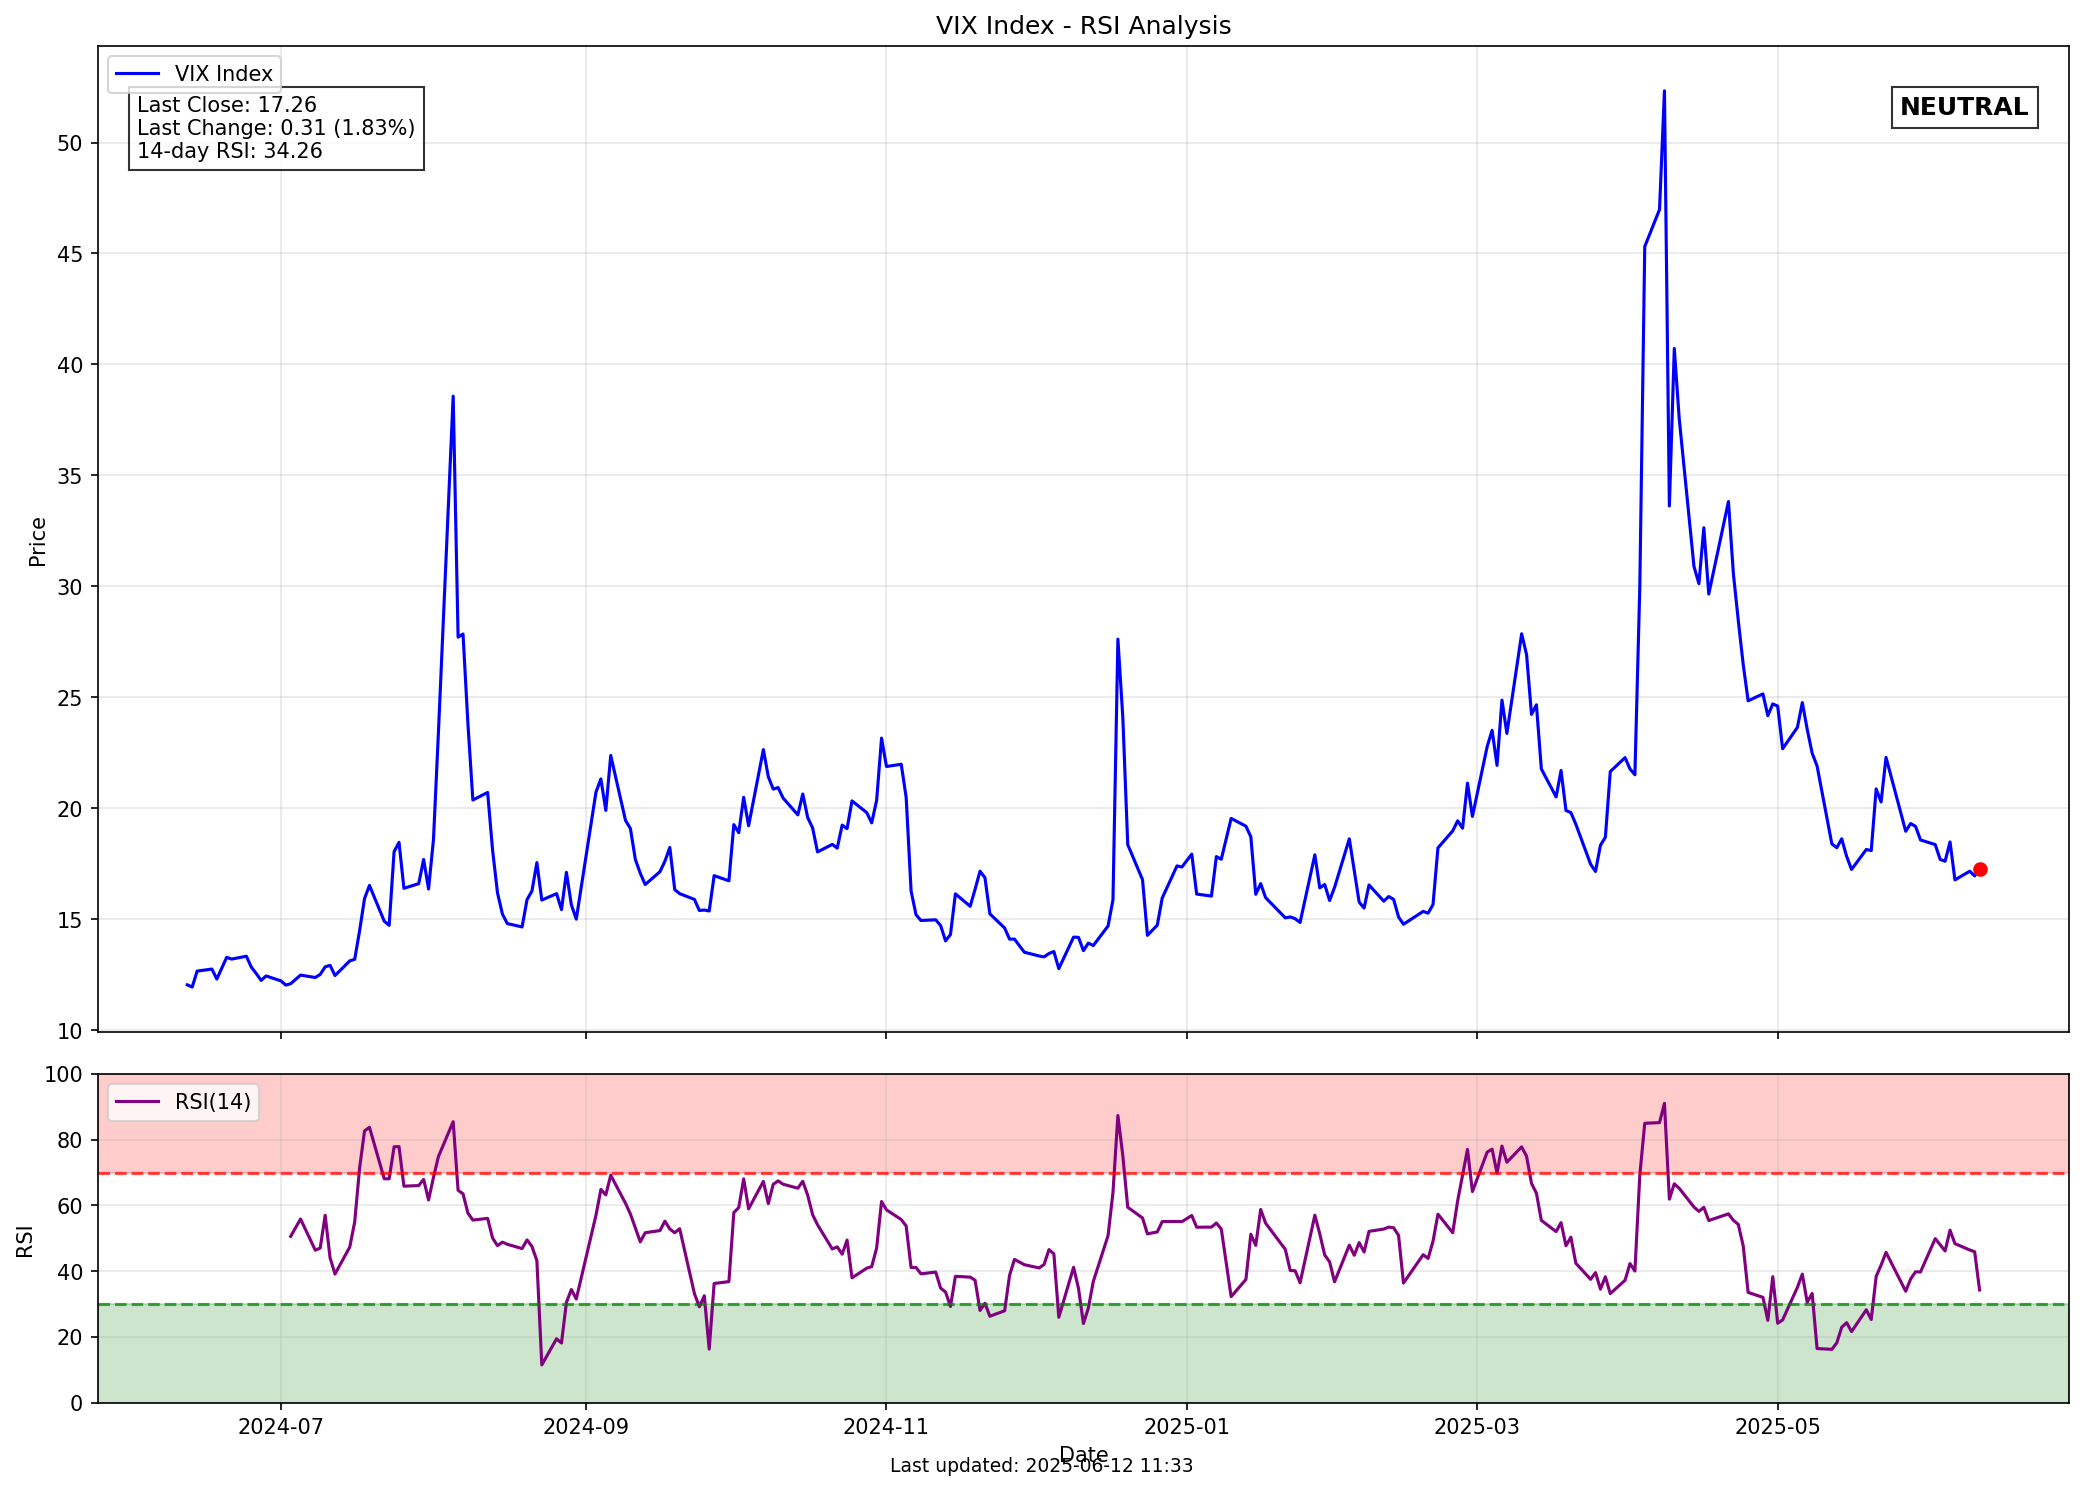 VIX Index - RSI Analysis
VIX Index
Last Close: 17.26
Last Change: 0.31 (1.83%)
14-day RSI: 34.26
NEUTRAL
Price
50
45
40
35
30
25
20
15
10
RSI(14)
RSI
100
80
60
40
20
0
2024-07
2024-09
2024-11
2025-01
2025-03
2025-05
Date
Last updated: 2025-06-12 11:33